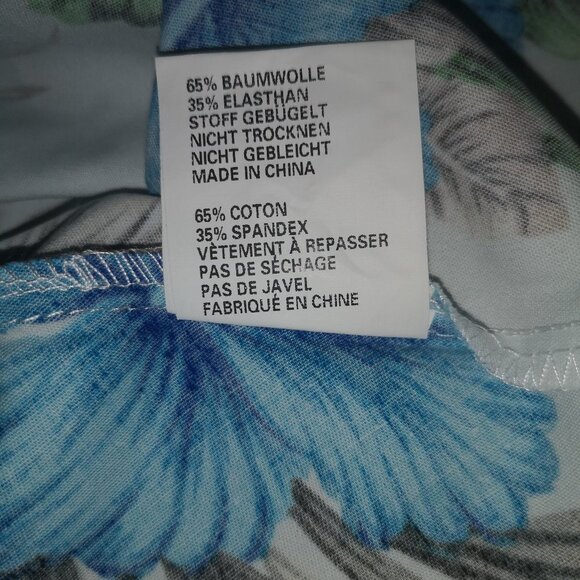 65% BAUMWOLLE
35% ELASTHAN
STOFF GEBÜGELT
NICHT TROCKNEN
NICHT GEBLEICHT
MADE IN CHINA
65% COTON
35% SPANDEX
VÊTEMENT À REPASSER
PAS DE SÉCHAGE
PAS DE JAVEL
FABRIQUÉ EN CHINE